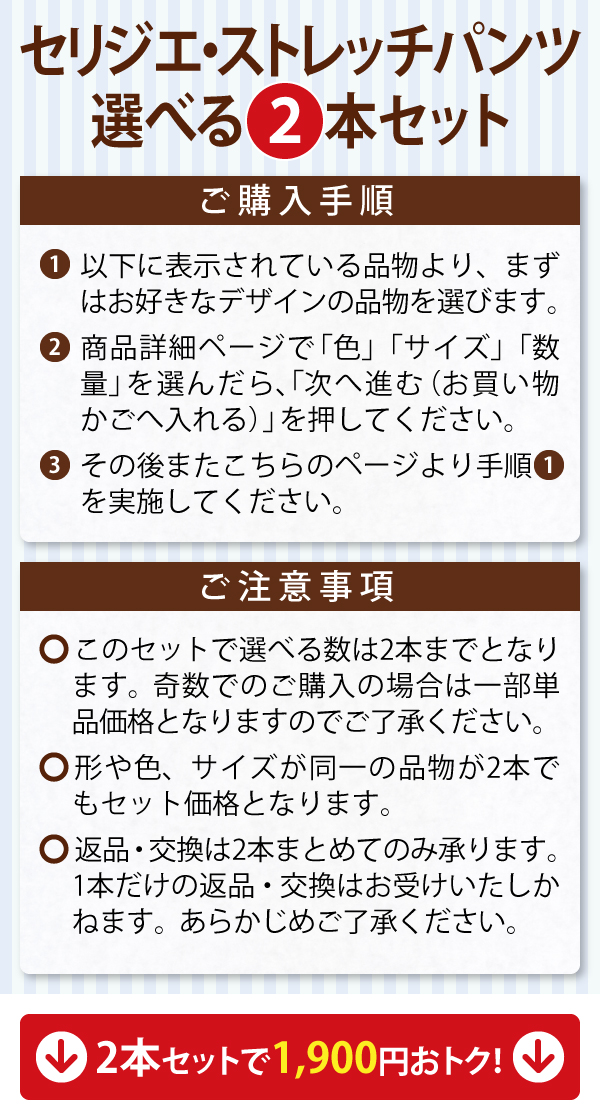 セリジエ・ストレッチパンツ
選べる2本セット
ご購入手順
❶ 以下に表示されている品物より、まず
はお好きなデザインの品物を選びます。
❷ 商品詳細ページで「色」「サイズ」「数
量」を選んだら、「次へ進む（お買い物
かごへ入れる）」を押してください。
❸ その後またこちらのページより手順❶
を実施してください。
ご注意事項
○このセットで選べる数は2本までとなり
ます。奇数でのご購入の場合は一部単
品価格となりますのでご了承ください。
○形や色、サイズが同一の品物が2本で
もセット価格となります。
○返品・交換は2本まとめてのみ承ります。
1本だけの返品・交換はお受けいたしか
ねます。あらかじめご了承ください。
2本セットで1,900円おトク!